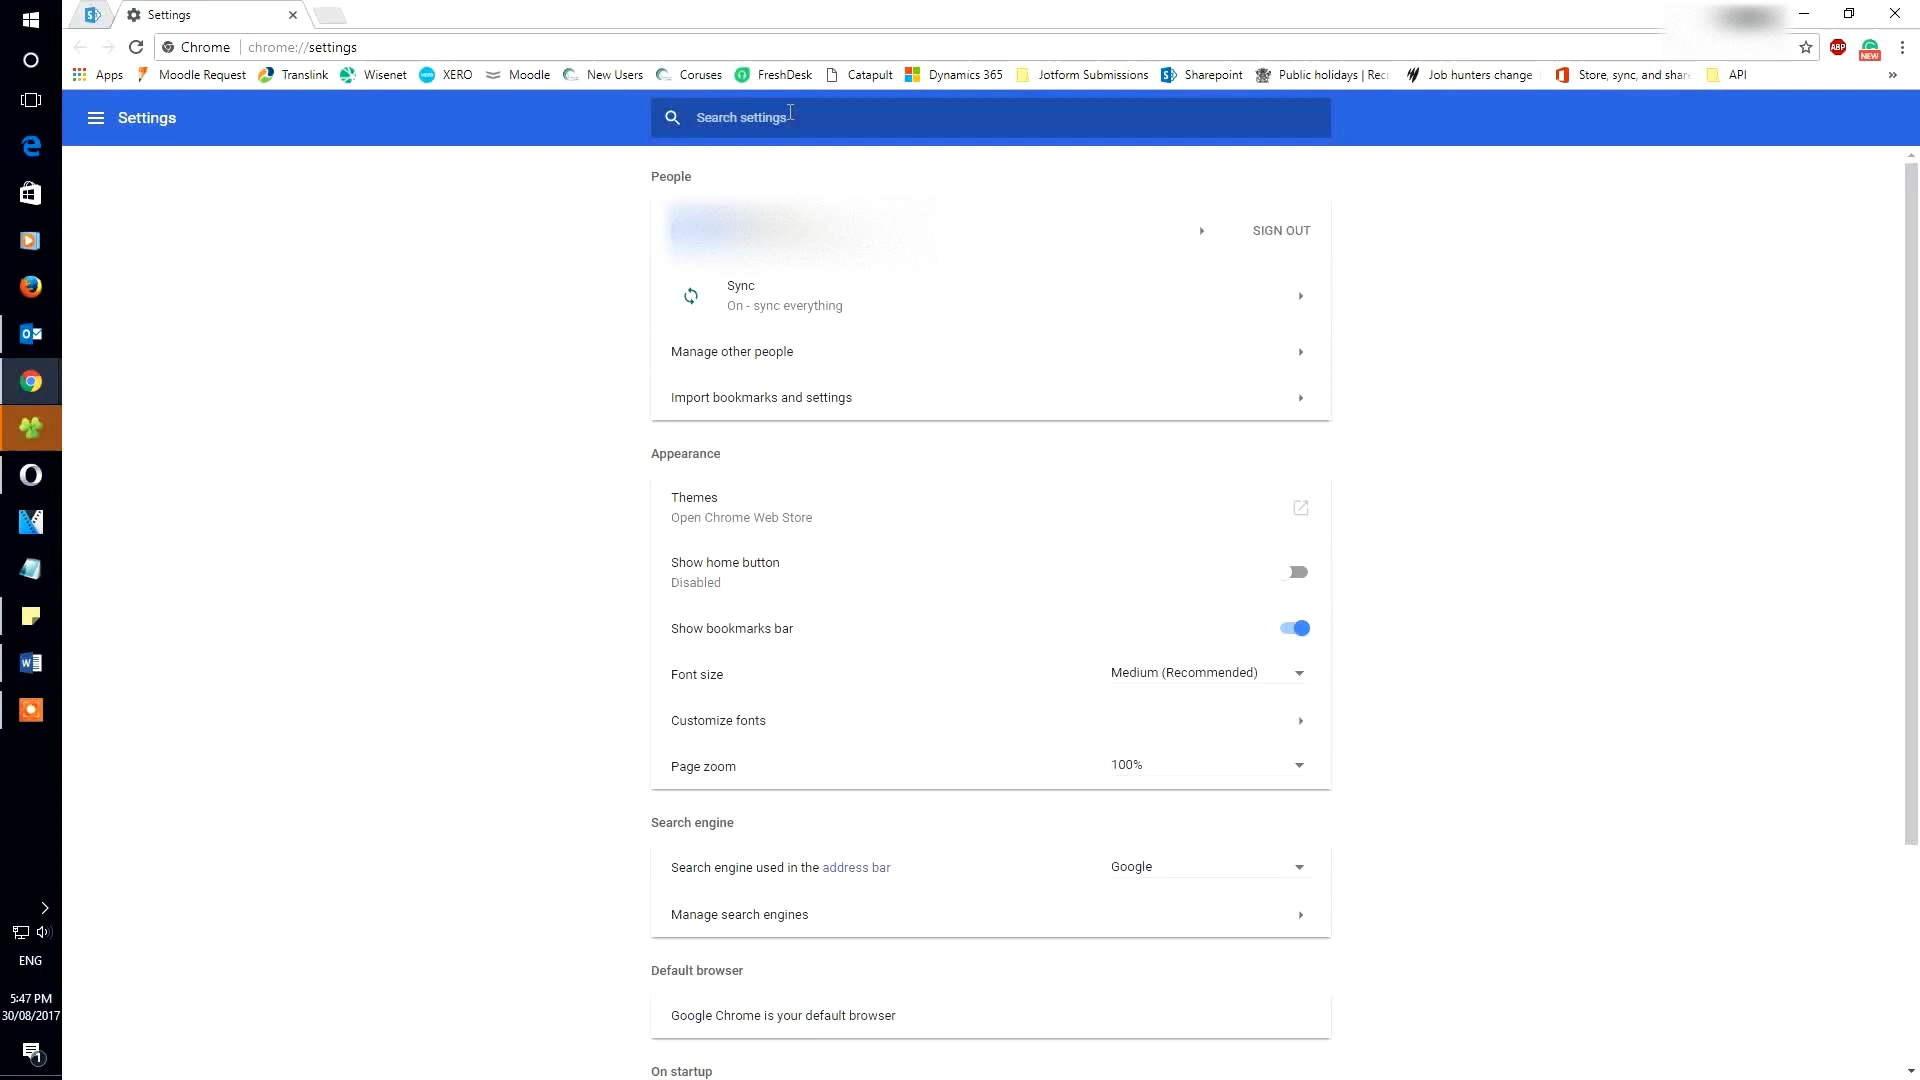 Settings
Chrome
chrome://settings
ABP
NEW
Apps
Moodle Request
Translink
Wisenet
XERO
Moodle
New Users
Coruses
FreshDesk
Catapult
Dynamics 365
Jotform Submissions
Sharepoint
Public holidays | Rec
Job hunters change
Store, sync, and share
API
»
Settings
Search settings
People
SIGN OUT
Sync
On - sync everything
Manage other people
Import bookmarks and settings
Appearance
Themes
Open Chrome Web Store
Show home button
Disabled
Show bookmarks bar
Font size
Medium (Recommended)
Customize fonts
Page zoom
100%
Search engine
Search engine used in the address bar
Google
Manage search engines
Default browser
Google Chrome is your default browser
On startup
ENG
5:47 PM
30/08/2017
1